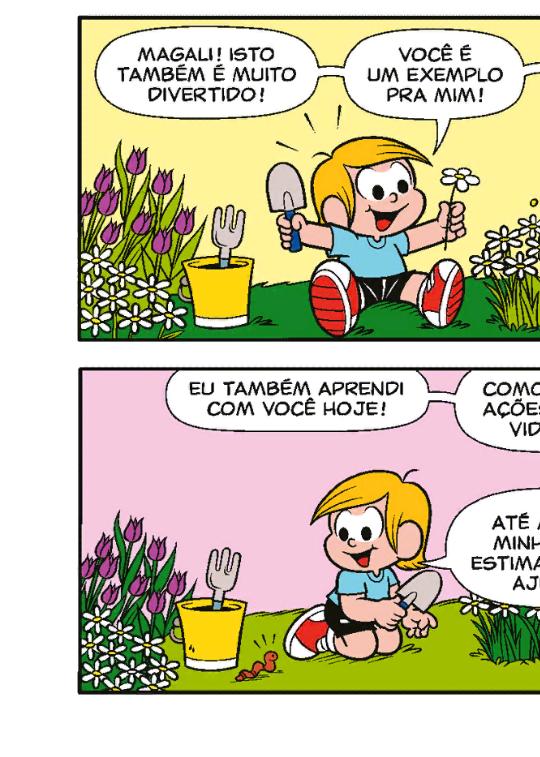 MAGALI! ISTO
TAMBÉM É MUITO
DIVERTIDO!
VOCÊ É
UM EXEMPLO
PRA MIM!
EU TAMBÉM APRENDI
COM VOCÊ HOJE!
COMO
AÇÕES
VID
ATÉ
MINH
ESTIMA
AJ